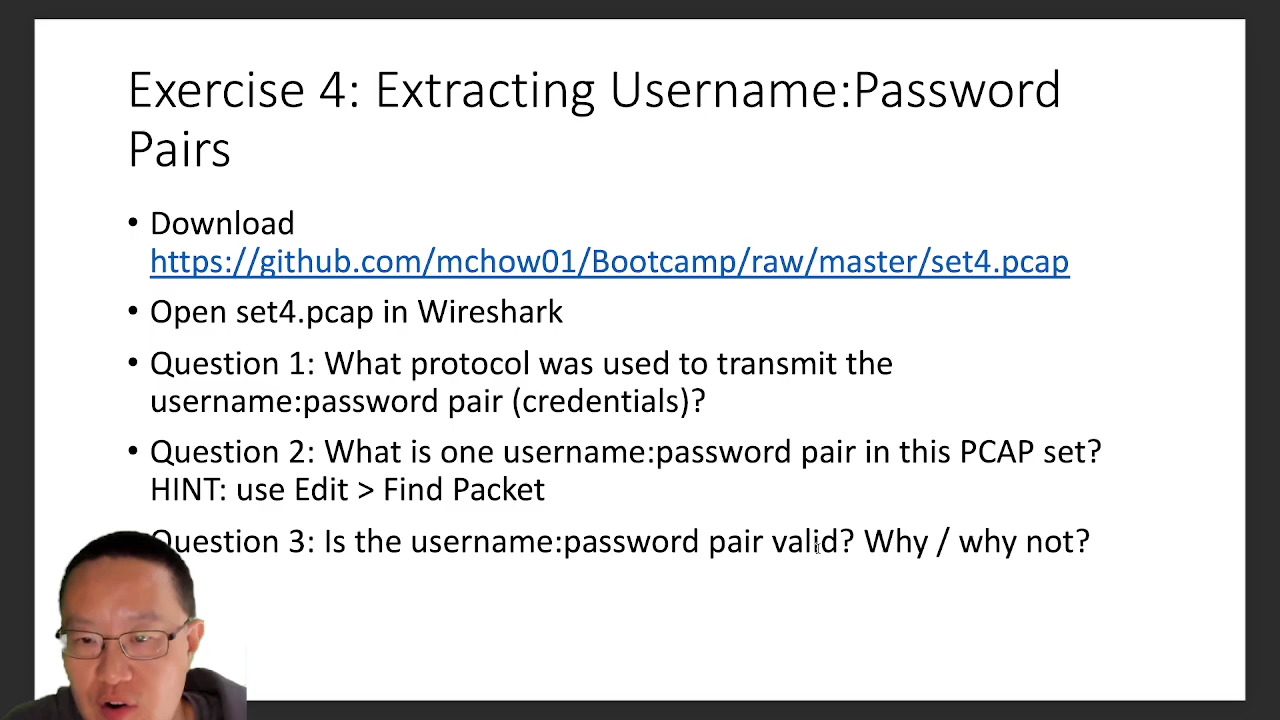 Exercise 4: Extracting Username:Password
Pairs
• Download
https://github.com/mchow01/Bootcamp/raw/master/set4.pcap
• Open set4.pcap in Wireshark
• Question 1: What protocol was used to transmit the
username:password pair (credentials)?
• Question 2: What is one username:password pair in this PCAP set?
HINT: use Edit > Find Packet
Question 3: Is the username:password pair valid? Why / why not?